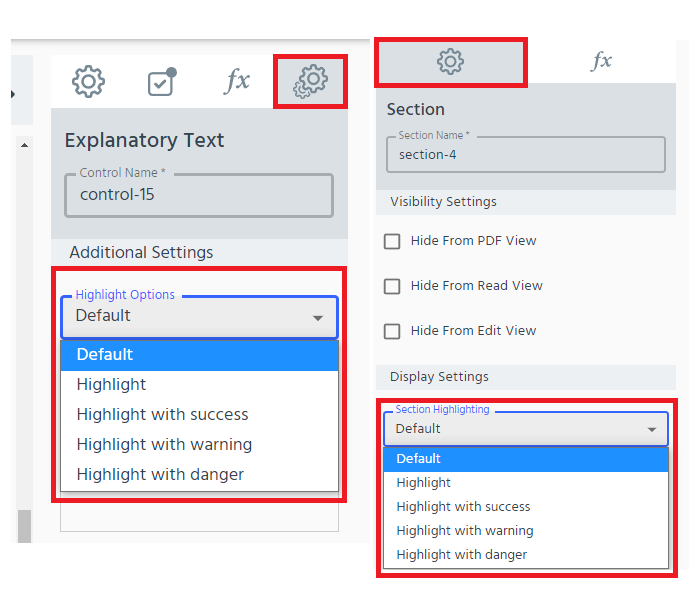 fx
Explanatory Text
Control Name *
control-15
Additional Settings
Highlight Options
Default
Default
Highlight
Highlight with success
Highlight with warning
Highlight with danger
fx
Section
Section Name *
section-4
Visibility Settings
Hide From PDF View
Hide From Read View
Hide From Edit View
Display Settings
Section Highlighting
Default
Default
Highlight
Highlight with success
Highlight with warning
Highlight with danger